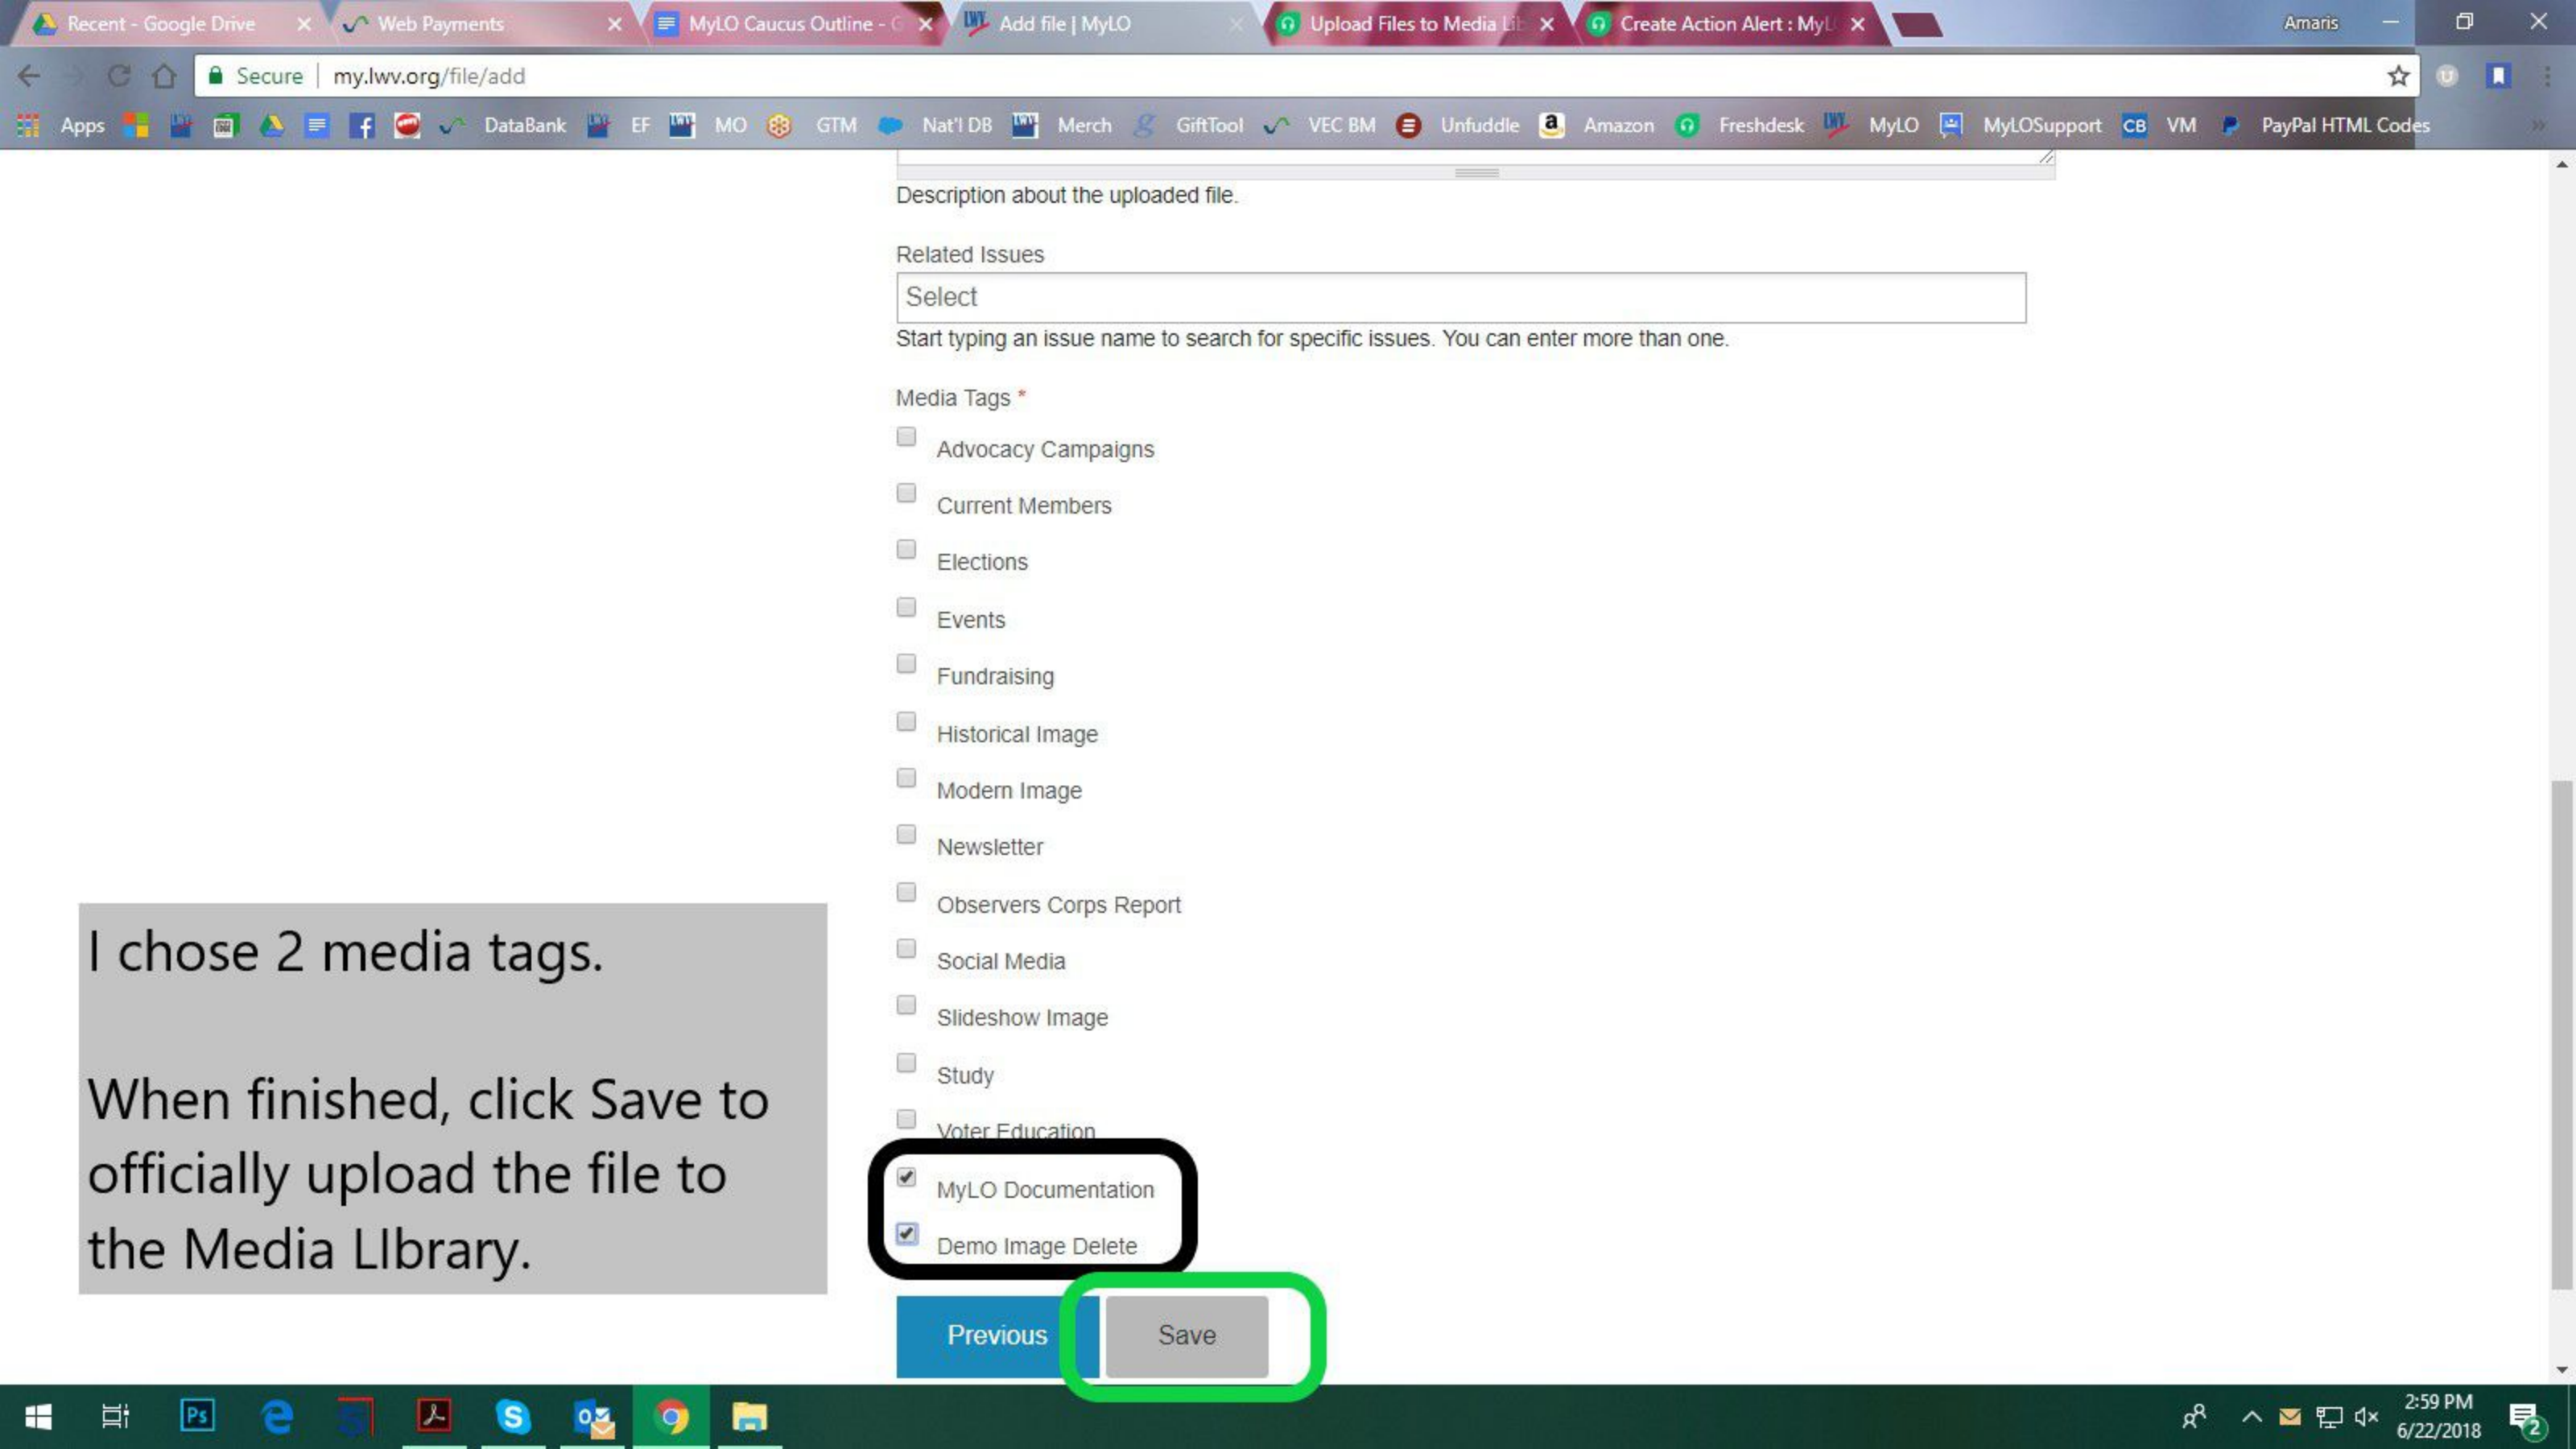 Recent - Google Drive
Web Payments
MyLO Caucus Outline - G
Add file | MyLO
Upload Files to Media Lib
Create Action Alert : MyL
Amaris
Secure | my.lwv.org/file/add
Apps
DataBank
EF
MO
GTM
Nat'l DB
Merch
GiftTool
VEC BM
Unfuddle
Amazon
Freshdesk
MyLO
MyLOSupport
CB VM
PayPal HTML Codes
Description about the uploaded file.
Related Issues
Select
Start typing an issue name to search for specific issues. You can enter more than one.
Media Tags *
Advocacy Campaigns
Current Members
Elections
Events
Fundraising
Historical Image
Modern Image
Newsletter
Observers Corps Report
Social Media
Slideshow Image
Study
Voter Education
MyLO Documentation
Demo Image Delete
Previous
Save
I chose 2 media tags.
When finished, click Save to
officially upload the file to
the Media LIbrary.
Ps
2:59 PM
6/22/2018
2